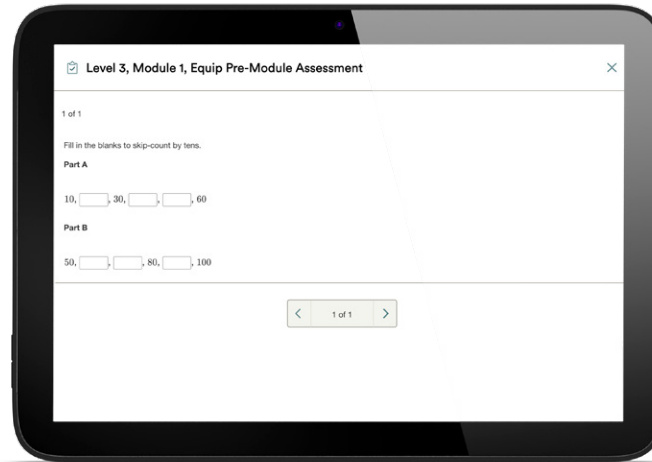 Level 3, Module 1, Equip Pre-Module Assessment
1 of 1
Fill in the blanks to skip-count by tens.
Part A
10, , 30, , , 60
Part B
50, , , 80, , 100
1 of 1